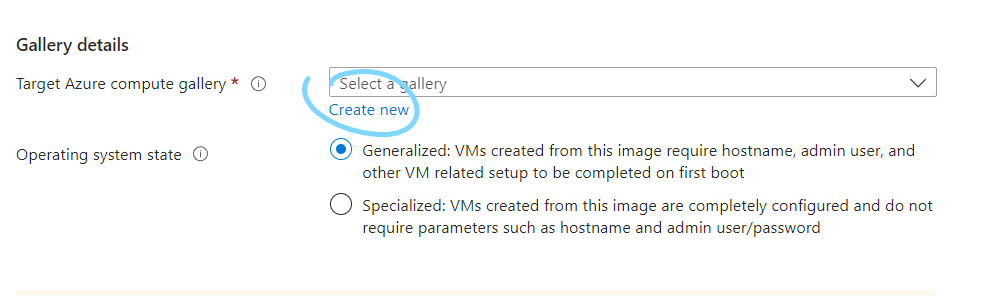 Gallery details
Target Azure compute gallery *
Select a gallery
Create new
Operating system state
Generalized: VMs created from this image require hostname, admin user, and
other VM related setup to be completed on first boot
Specialized: VMs created from this image are completely configured and do not
require parameters such as hostname and admin user/password